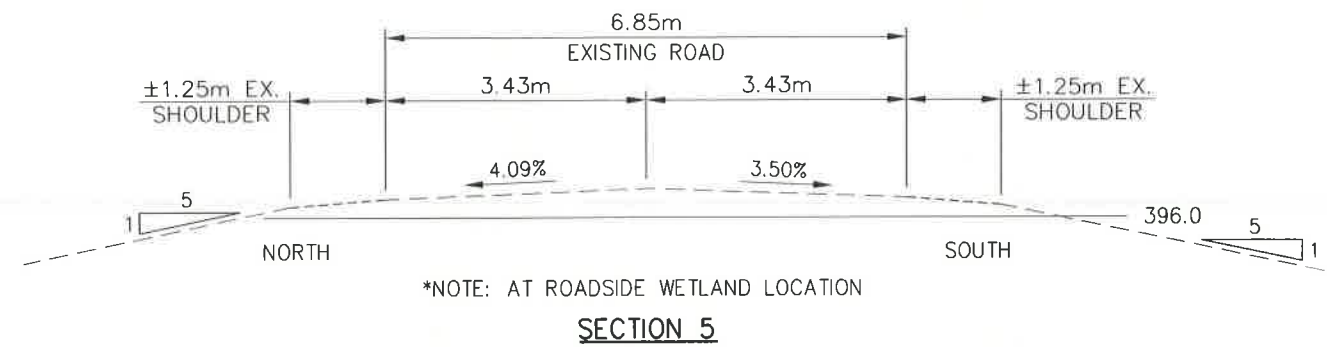 6.85m
EXISTING ROAD
±1.25m EX.
SHOULDER
3.43m
3.43m
±1.25m EX.
SHOULDER
4.09%
3.50%
5
1
396.0
5
1
NORTH
SOUTH
*NOTE: AT ROADSIDE WETLAND LOCATION
SECTION 5